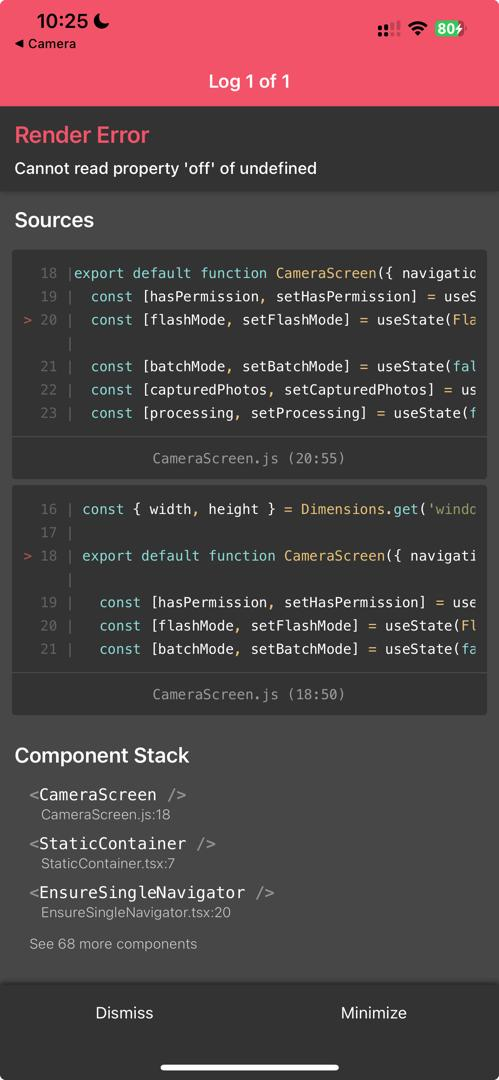 10:25
80
◀ Camera
Log 1 of 1
Render Error
Cannot read property 'off' of undefined
Sources
18 |export default function CameraScreen({ navigatio
19 |  const [hasPermission, setHasPermission] = useS
> 20 |  const [flashMode, setFlashMode] = useState(Fla
|
21 |  const [batchMode, setBatchMode] = useState(fal
22 |  const [capturedPhotos, setCapturedPhotos] = us
23 |  const [processing, setProcessing] = useState(f
CameraScreen.js (20:55)
16 | const { width, height } = Dimensions.get('windo
17 |
> 18 | export default function CameraScreen({ navigati
|
19 |   const [hasPermission, setHasPermission] = use
20 |   const [flashMode, setFlashMode] = useState(Fl
21 |   const [batchMode, setBatchMode] = useState(fa
CameraScreen.js (18:50)
Component Stack
<CameraScreen />
CameraScreen.js:18
<StaticContainer />
StaticContainer.tsx:7
<EnsureSingleNavigator />
EnsureSingleNavigator.tsx:20
See 68 more components
Dismiss
Minimize